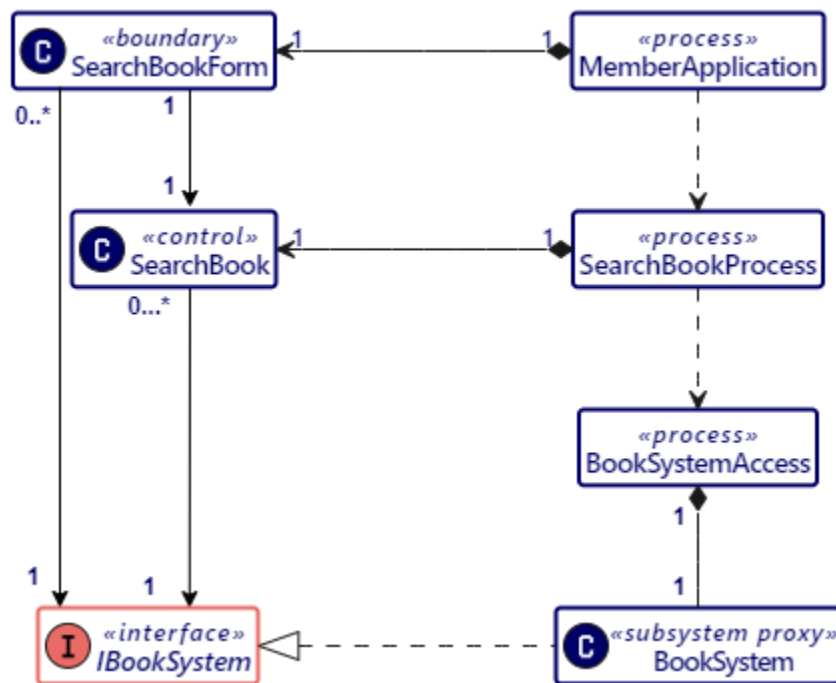 C «boundary» 1 1 «process»
SearchBookForm MemberApplication
0..* 1
1
C «control» 1 1 «process»
SearchBook SearchBookProcess
0...*
«process»
BookSystemAccess
1
1 1 1
I «interface» C «subsystem proxy»
IBookSystem BookSystem